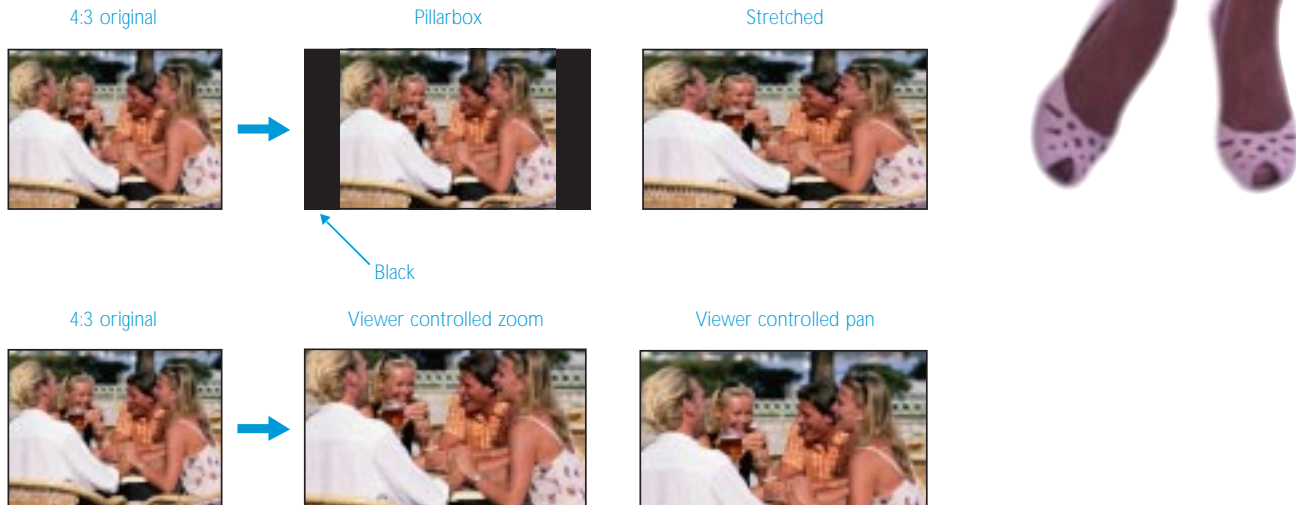 4:3 original
Pillarbox
Stretched
Black
4:3 original
Viewer controlled zoom
Viewer controlled pan